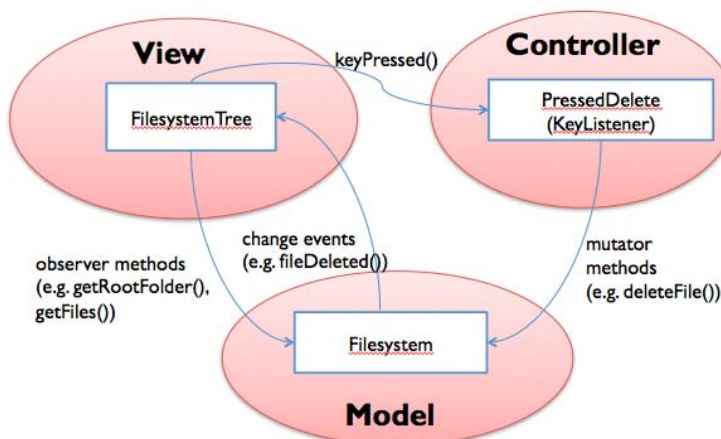 View
Controller
keyPressed()
FilesystemTree
PressedDelete
(KeyListener)
observer methods
(e.g. getRootFolder(),
getFiles())
change events
(e.g. fileDeleted())
mutator
methods
(e.g. deleteFile())
Filesystem
Model